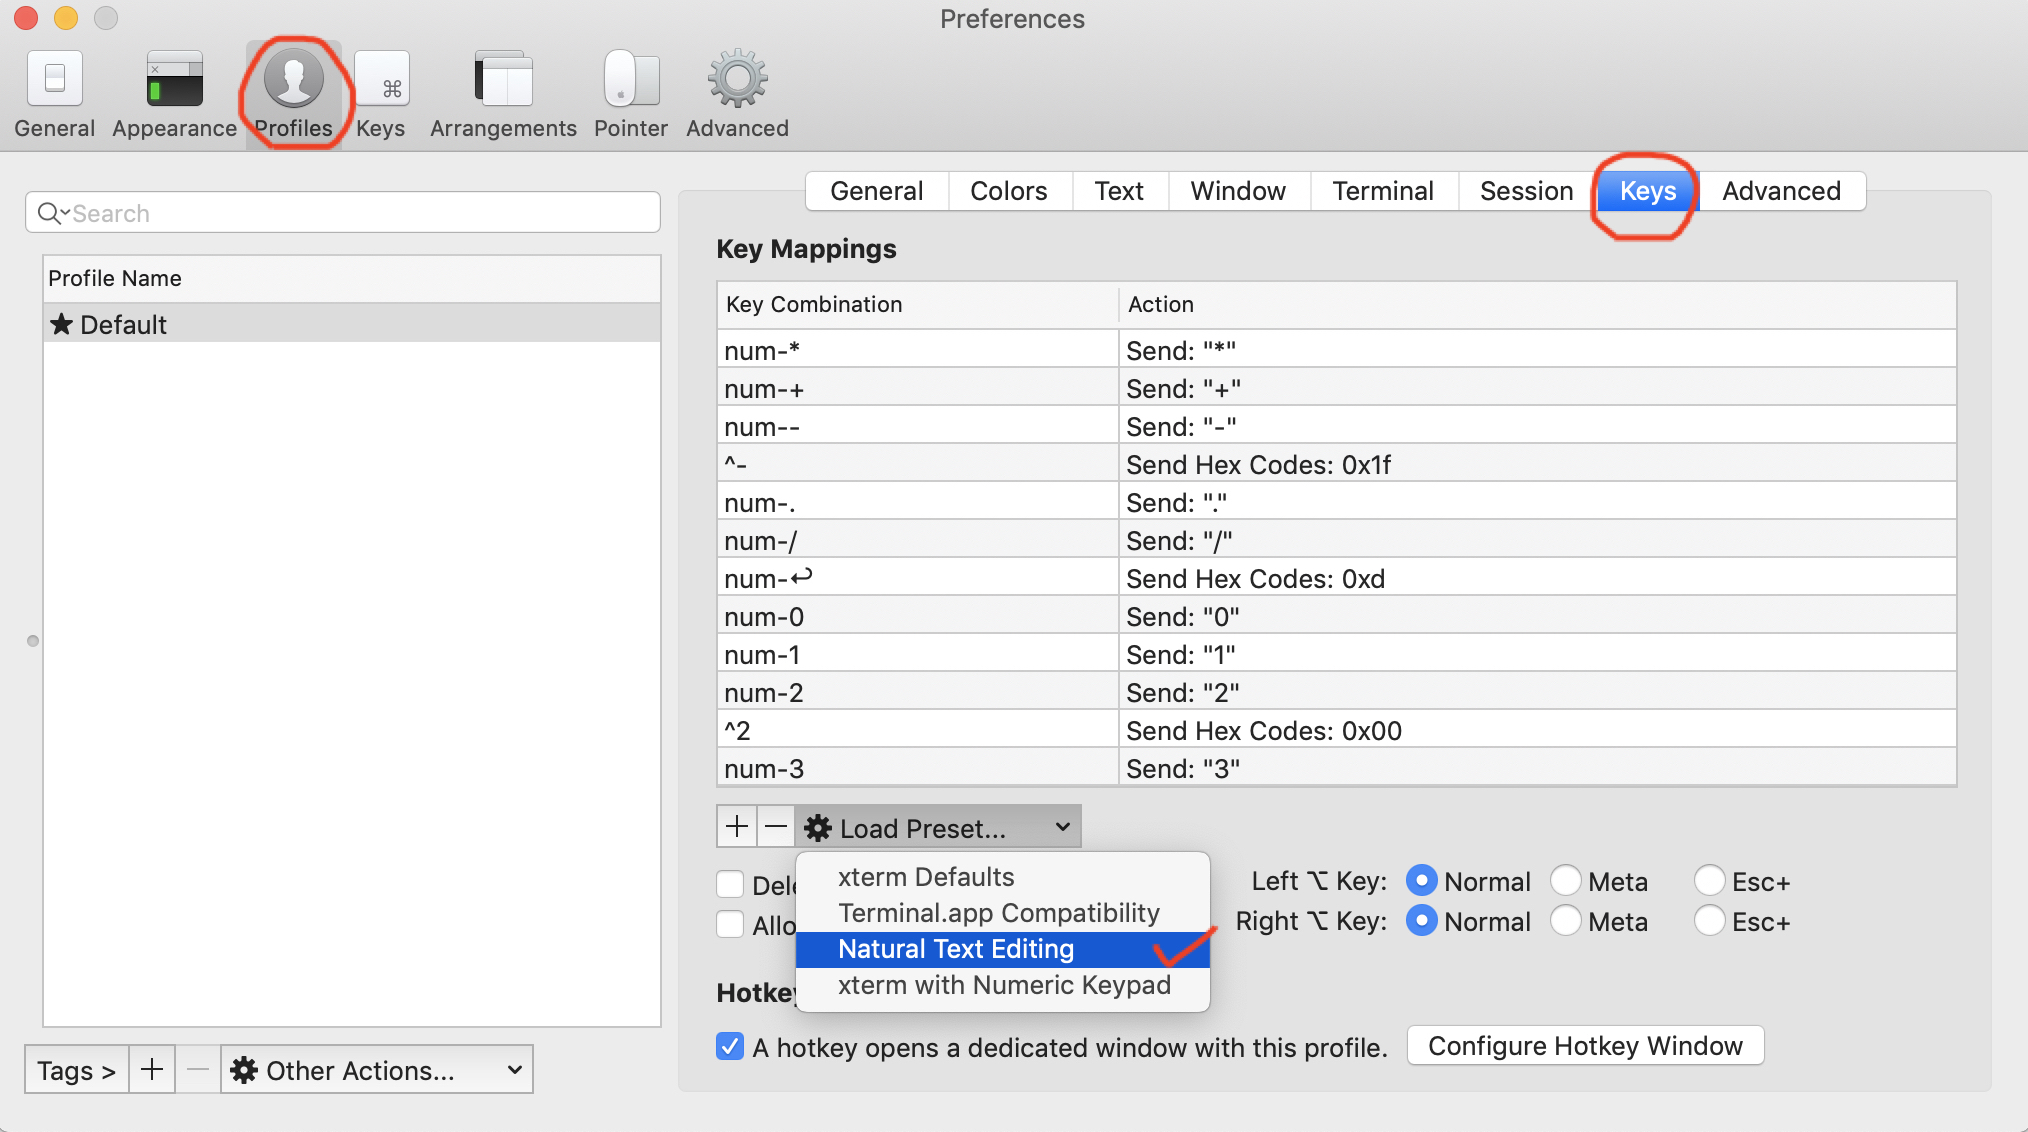 Preferences
General Appearance Profiles Keys Arrangements Pointer Advanced
Search
Profile Name
★ Default
Tags > + — Other Actions...
General Colors Text Window Terminal Session Keys Advanced
Key Mappings
Key Combination Action
num-* Send: "*"
num-+ Send: "+"
num-- Send: "-"
^- Send Hex Codes: 0x1f
num-. Send: "."
num-/ Send: "/"
num-↩ Send Hex Codes: 0xd
num-0 Send: "0"
num-1 Send: "1"
num-2 Send: "2"
^2 Send Hex Codes: 0x00
num-3 Send: "3"
+ — Load Preset...
xterm Defaults
Terminal.app Compatibility
Natural Text Editing
xterm with Numeric Keypad
Left ⌥ Key: Normal Meta Esc+
Right ⌥ Key: Normal Meta Esc+
A hotkey opens a dedicated window with this profile. Configure Hotkey Window